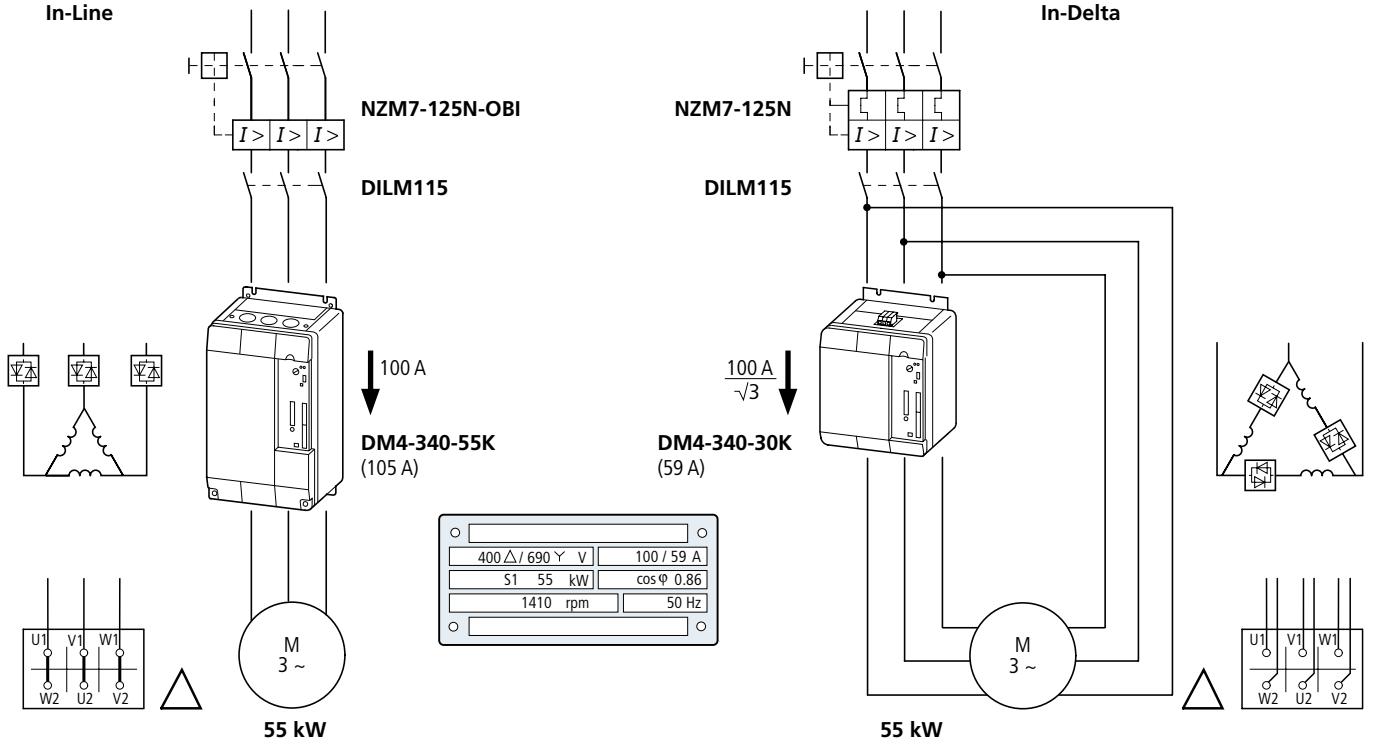 In-Line
In-Delta
NZM7-125N-OBI
I > I > I >
DILM115
100 A
DM4-340-55K
(105 A)
U1 V1 W1
W2 U2 V2
M
3 ~
55 kW
400 △ / 690 Y V
100 / 59 A
S1 55 kW
cos φ 0.86
1410 rpm
50 Hz
NZM7-125N
I > I > I >
DILM115
100 A
√3
DM4-340-30K
(59 A)
M
3 ~
55 kW
U1 V1 W1
W2 U2 V2